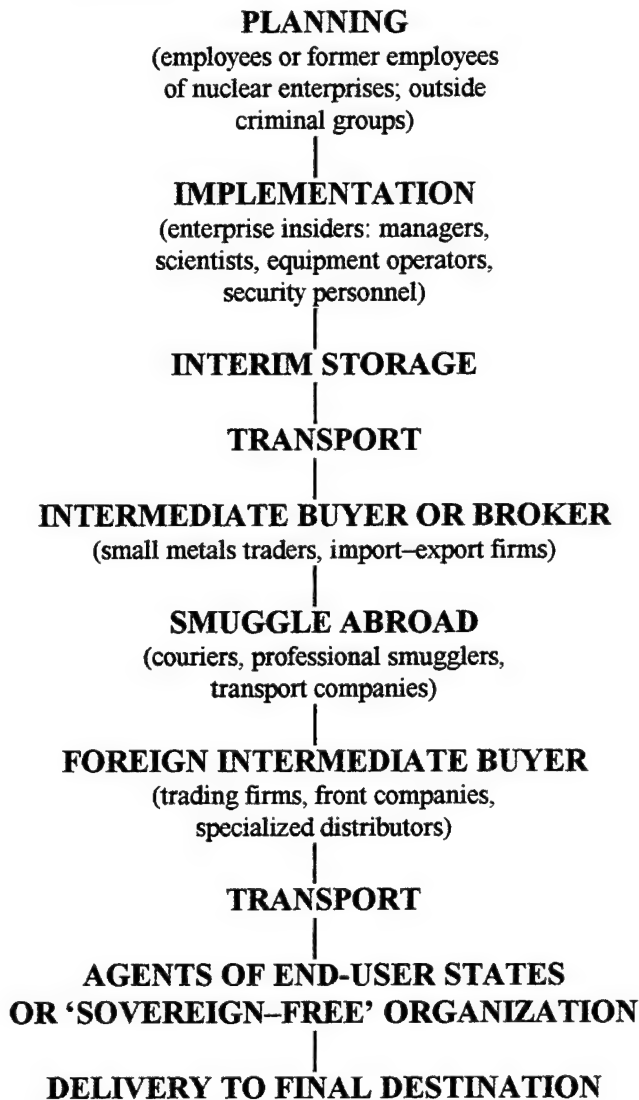 PLANNING
(employees or former employees
of nuclear enterprises; outside
criminal groups)
IMPLEMENTATION
(enterprise insiders: managers,
scientists, equipment operators,
security personnel)
INTERIM STORAGE
TRANSPORT
INTERMEDIATE BUYER OR BROKER
(small metals traders, import–export firms)
SMUGGLE ABROAD
(couriers, professional smugglers,
transport companies)
FOREIGN INTERMEDIATE BUYER
(trading firms, front companies,
specialized distributors)
TRANSPORT
AGENTS OF END-USER STATES
OR ‘SOVEREIGN–FREE’ ORGANIZATION
DELIVERY TO FINAL DESTINATION